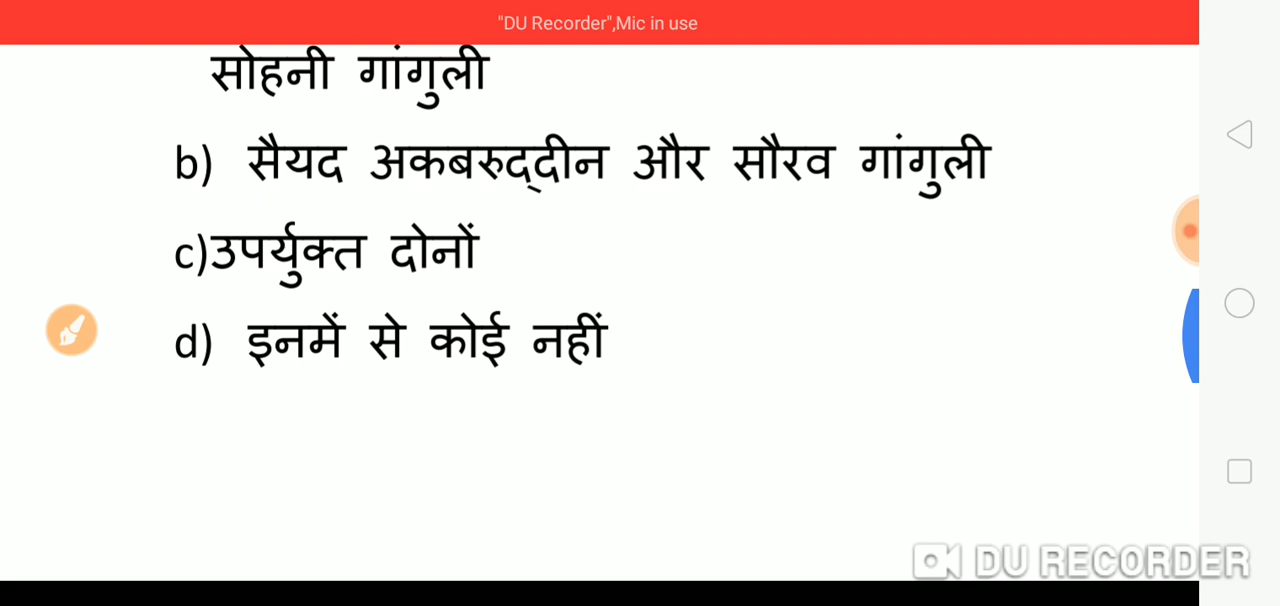 "DU Recorder",Mic in use
सोहनी गांगुली
b) सैयद अकबरुद्दीन और सौरव गांगुली
c)उपर्युक्त दोनों
d) इनमें से कोई नहीं
DU RECORDER